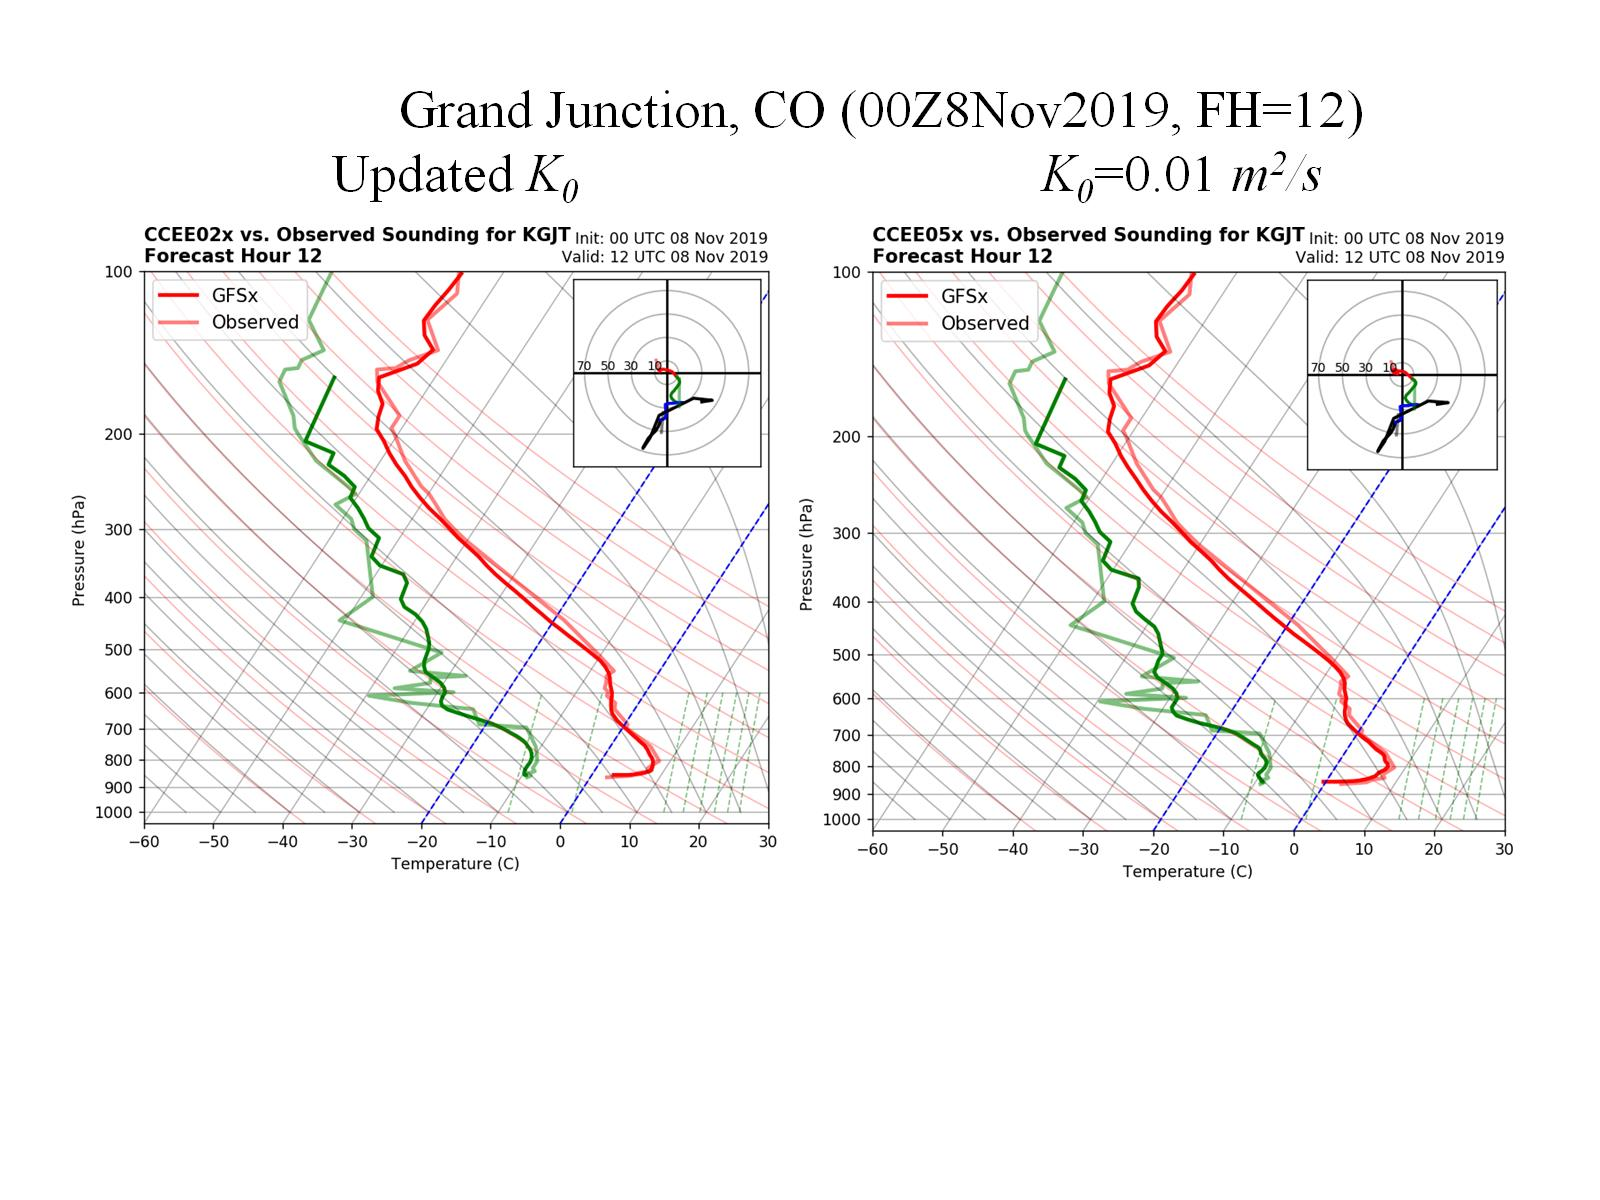 Grand Junction, CO (00Z8Nov2019, FH=12)
Updated K₀
K₀=0.01 m²/s
CCEE02x vs. Observed Sounding for KGJT
Forecast Hour 12
Init: 00 UTC 08 Nov 2019
Valid: 12 UTC 08 Nov 2019
GFSx
Observed
70 50 30 10
Pressure (hPa)
100
200
300
400
500
600
700
800
900
1000
−60 −50 −40 −30 −20 −10 0 10 20 30
Temperature (C)
CCEE05x vs. Observed Sounding for KGJT
Forecast Hour 12
Init: 00 UTC 08 Nov 2019
Valid: 12 UTC 08 Nov 2019
GFSx
Observed
70 50 30 10
Pressure (hPa)
100
200
300
400
500
600
700
800
900
1000
−60 −50 −40 −30 −20 −10 0 10 20 30
Temperature (C)